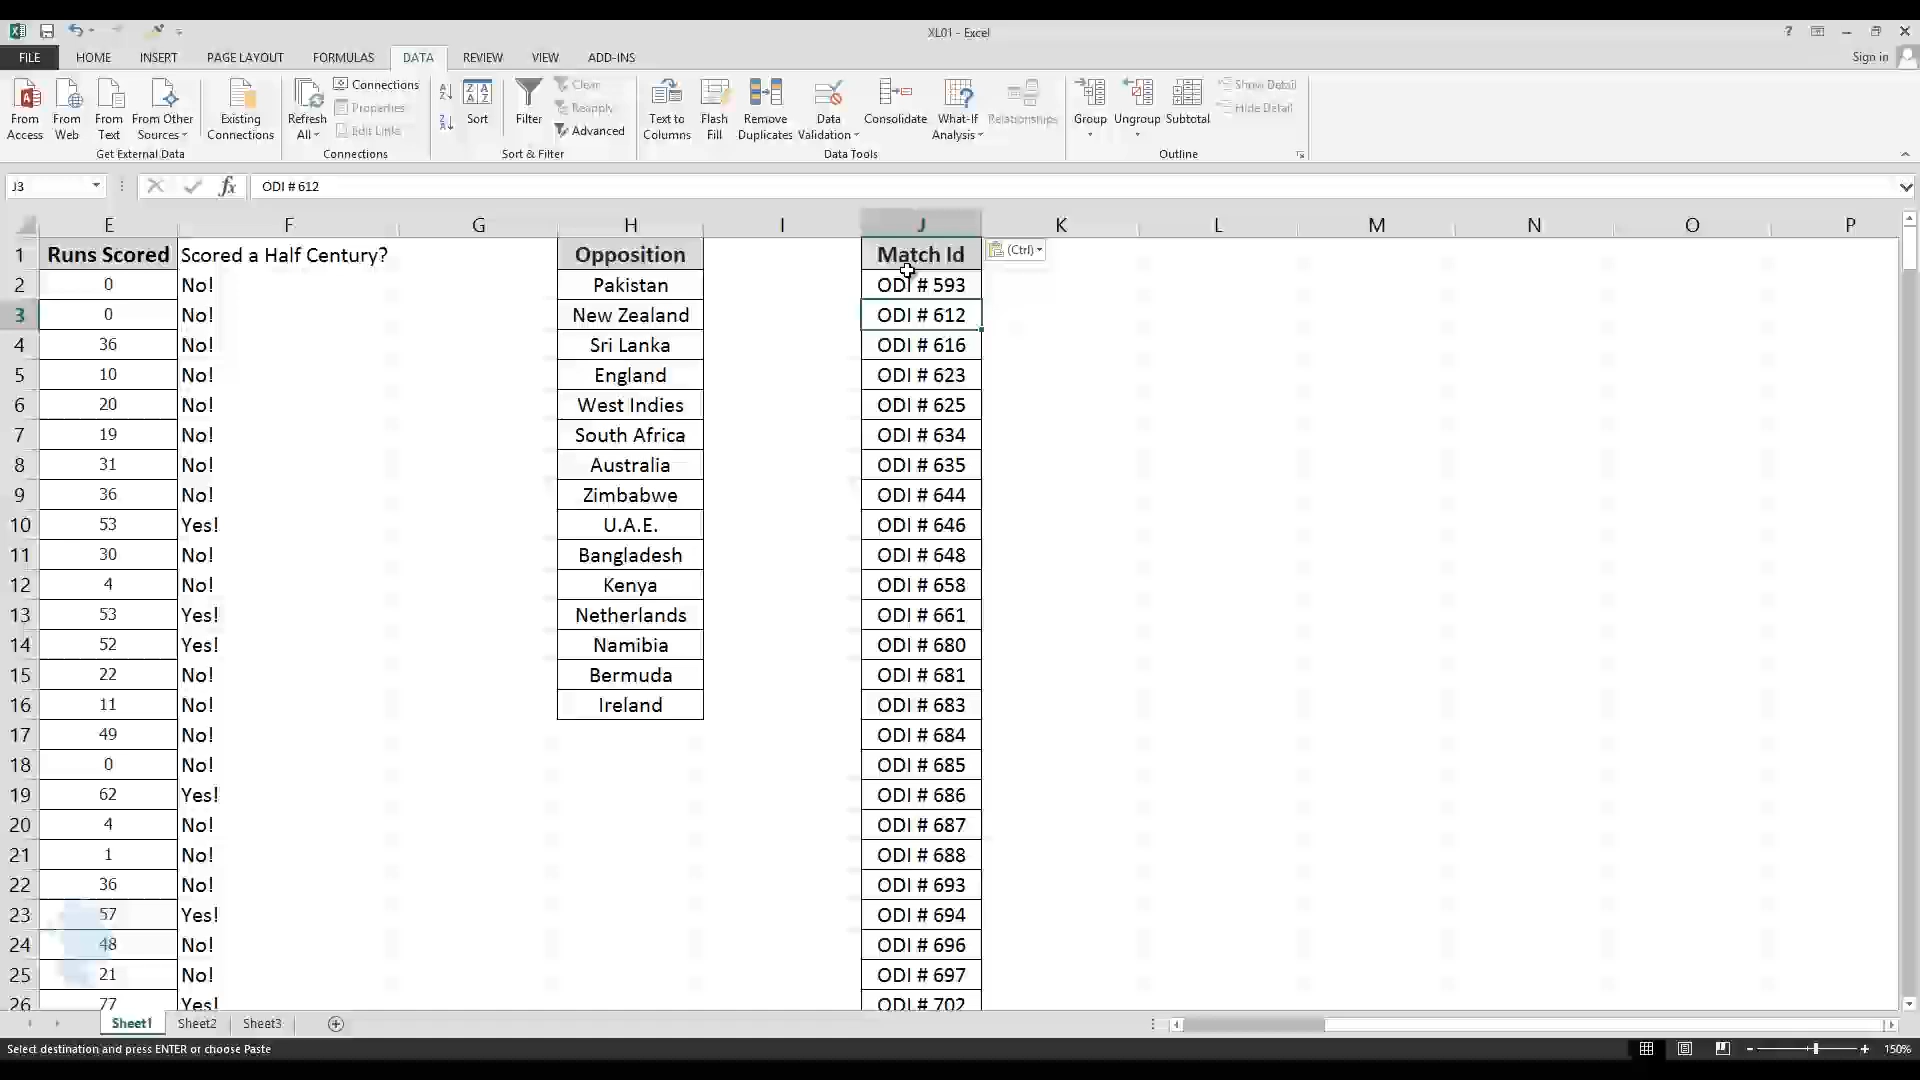 XL01 - Excel
? 
FILE HOME INSERT PAGE LAYOUT FORMULAS DATA REVIEW VIEW ADD-INS Sign in
From Access
From Web
From Text
From Other Sources
Get External Data
Existing Connections
Refresh All
Connections
Properties
Edit Links
Connections
Sort
Filter
Clear
Reapply
Advanced
Sort & Filter
Text to Columns
Flash Fill
Remove Duplicates
Data Validation
Consolidate
What-If Analysis
Relationships
Data Tools
Group
Ungroup
Subtotal
Show Detail
Hide Detail
Outline
J3 fx ODI # 612
E F G H I J K L M N O P
1 Runs Scored Scored a Half Century? Opposition Match Id (Ctrl)
2 0 No! Pakistan ODI # 593
3 0 No! New Zealand ODI # 612
4 36 No! Sri Lanka ODI # 616
5 10 No! England ODI # 623
6 20 No! West Indies ODI # 625
7 19 No! South Africa ODI # 634
8 31 No! Australia ODI # 635
9 36 No! Zimbabwe ODI # 644
10 53 Yes! U.A.E. ODI # 646
11 30 No! Bangladesh ODI # 648
12 4 No! Kenya ODI # 658
13 53 Yes! Netherlands ODI # 661
14 52 Yes! Namibia ODI # 680
15 22 No! Bermuda ODI # 681
16 11 No! Ireland ODI # 683
17 49 No! ODI # 684
18 0 No! ODI # 685
19 62 Yes! ODI # 686
20 4 No! ODI # 687
21 1 No! ODI # 688
22 36 No! ODI # 693
23 57 Yes! ODI # 694
24 48 No! ODI # 696
25 21 No! ODI # 697
26 77 Yes! ODI # 702
Sheet1 Sheet2 Sheet3
Select destination and press ENTER or choose Paste 150%